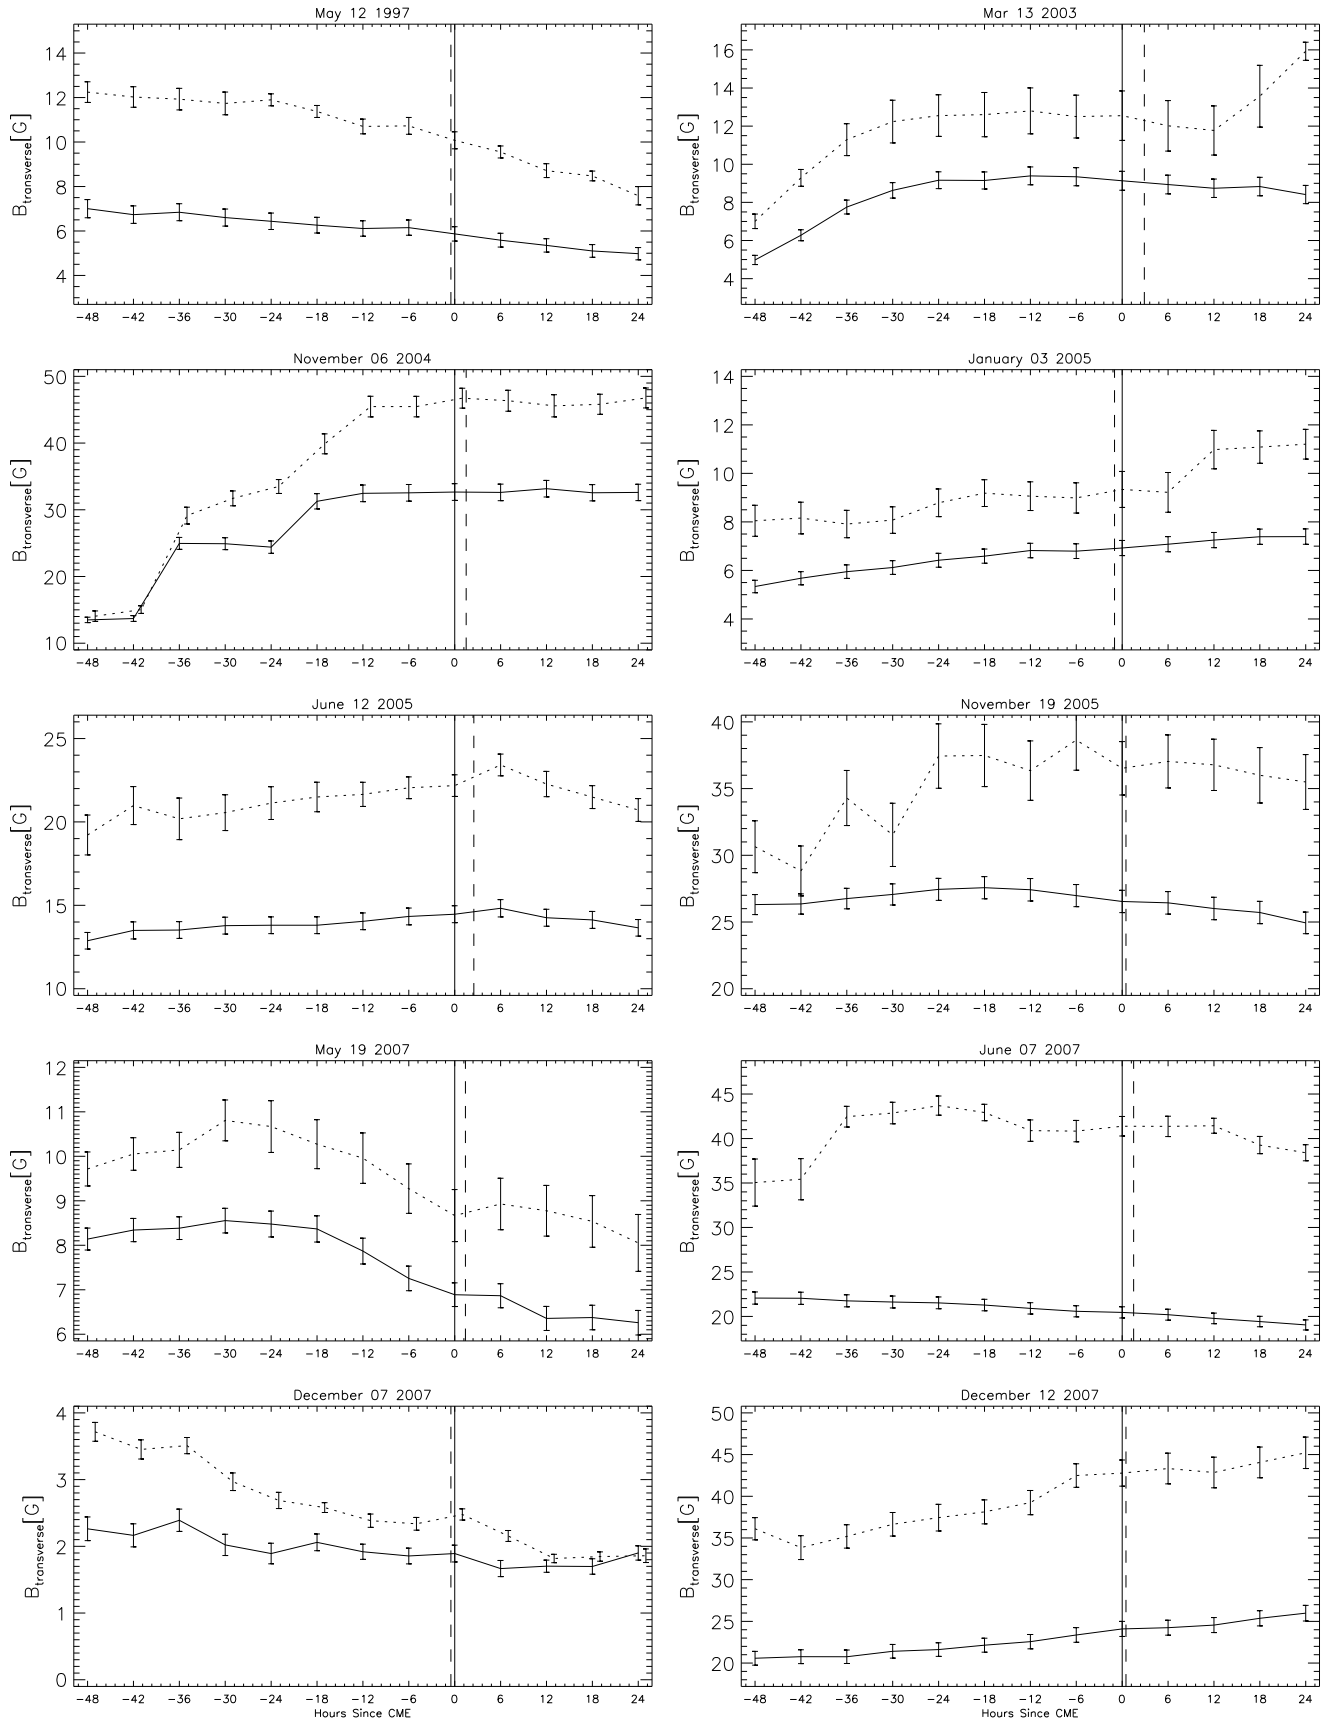 May 12 1997
14
12
10
8
6
4
B_transverse[G]
-48 -42 -36 -30 -24 -18 -12 -6 0 6 12 18 24
Mar 13 2003
16
14
12
10
8
6
4
B_transverse[G]
-48 -42 -36 -30 -24 -18 -12 -6 0 6 12 18 24
November 06 2004
50
40
30
20
10
B_transverse[G]
-48 -42 -36 -30 -24 -18 -12 -6 0 6 12 18 24
January 03 2005
14
12
10
8
6
4
B_transverse[G]
-48 -42 -36 -30 -24 -18 -12 -6 0 6 12 18 24
June 12 2005
25
20
15
10
B_transverse[G]
-48 -42 -36 -30 -24 -18 -12 -6 0 6 12 18 24
November 19 2005
40
35
30
25
20
B_transverse[G]
-48 -42 -36 -30 -24 -18 -12 -6 0 6 12 18 24
May 19 2007
12
11
10
9
8
7
6
B_transverse[G]
-48 -42 -36 -30 -24 -18 -12 -6 0 6 12 18 24
June 07 2007
45
40
35
30
25
20
B_transverse[G]
-48 -42 -36 -30 -24 -18 -12 -6 0 6 12 18 24
December 07 2007
4
3
2
1
0
B_transverse[G]
-48 -42 -36 -30 -24 -18 -12 -6 0 6 12 18 24
Hours Since CME
December 12 2007
50
45
40
35
30
25
20
B_transverse[G]
-48 -42 -36 -30 -24 -18 -12 -6 0 6 12 18 24
Hours Since CME